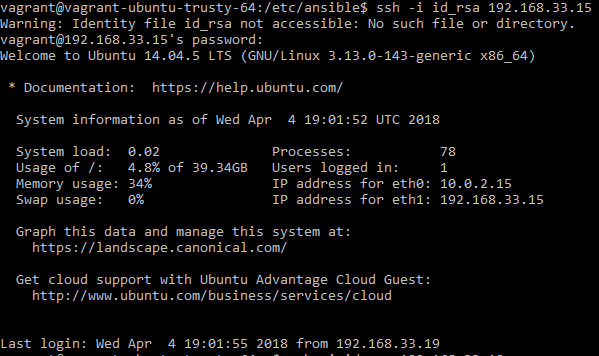 vagrant@vagrant-ubuntu-trusty-64:/etc/ansible$ ssh -i id_rsa 192.168.33.15
Warning: Identity file id_rsa not accessible: No such file or directory.
vagrant@192.168.33.15's password:
Welcome to Ubuntu 14.04.5 LTS (GNU/Linux 3.13.0-143-generic x86_64)
* Documentation:  https://help.ubuntu.com/
System information as of Wed Apr  4 19:01:52 UTC 2018
System load:  0.02              Processes:           78
Usage of /:   4.8% of 39.34GB   Users logged in:     1
Memory usage: 34%               IP address for eth0: 10.0.2.15
Swap usage:   0%                IP address for eth1: 192.168.33.15
Graph this data and manage this system at:
https://landscape.canonical.com/
Get cloud support with Ubuntu Advantage Cloud Guest:
http://www.ubuntu.com/business/services/cloud
Last login: Wed Apr  4 19:01:55 2018 from 192.168.33.19